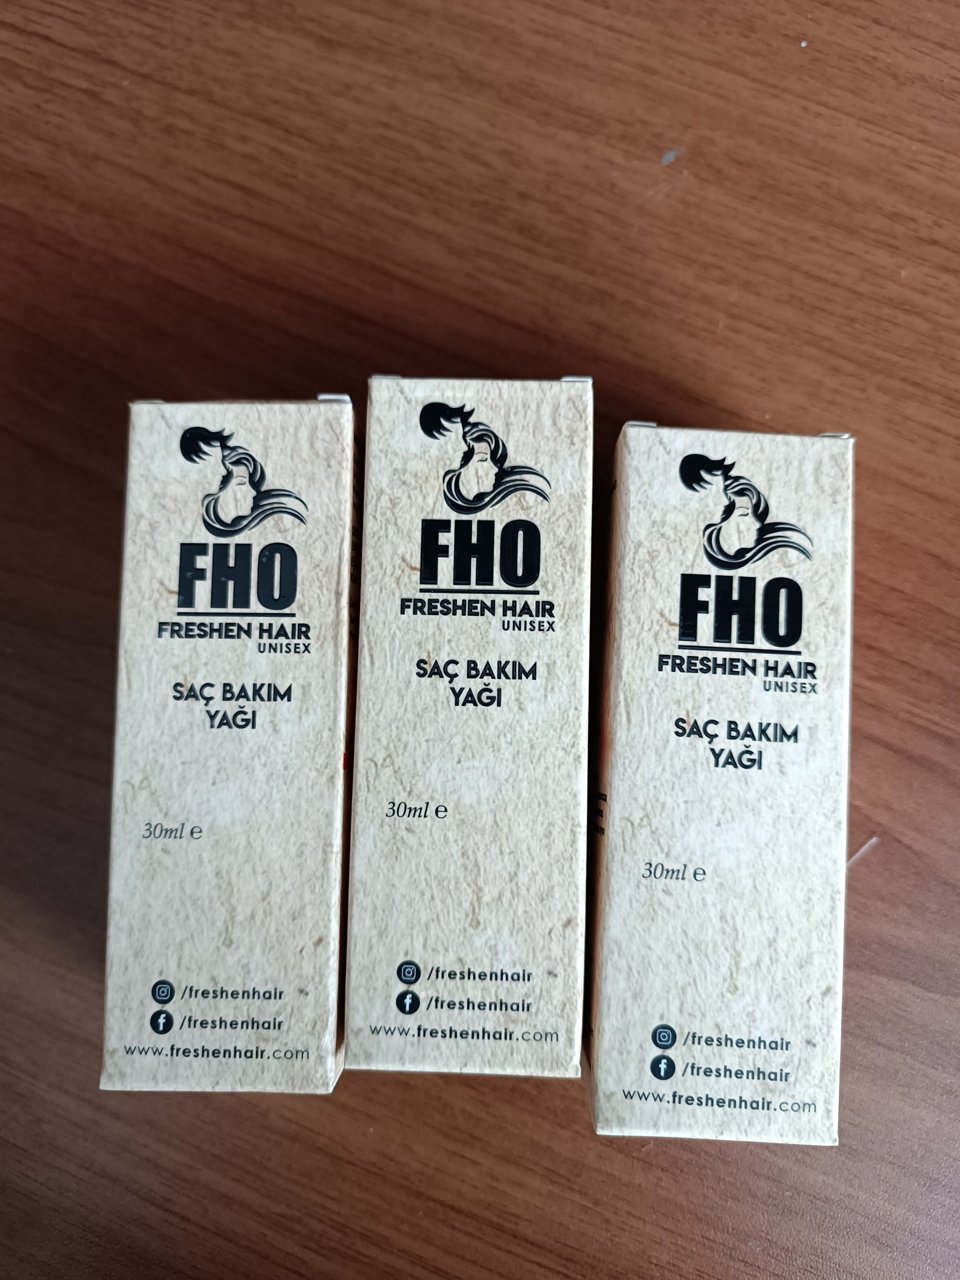 FHO
FRESHEN HAIR
UNISEX
SAÇ BAKIM
YAĞI
30ml ℮
/freshenhair
/freshenhair
www.freshenhair.com
FHO
FRESHEN HAIR
UNISEX
SAÇ BAKIM
YAĞI
30ml ℮
/freshenhair
/freshenhair
www.freshenhair.com
FHO
FRESHEN HAIR
UNISEX
SAÇ BAKIM
YAĞI
30ml ℮
/freshenhair
/freshenhair
www.freshenhair.com